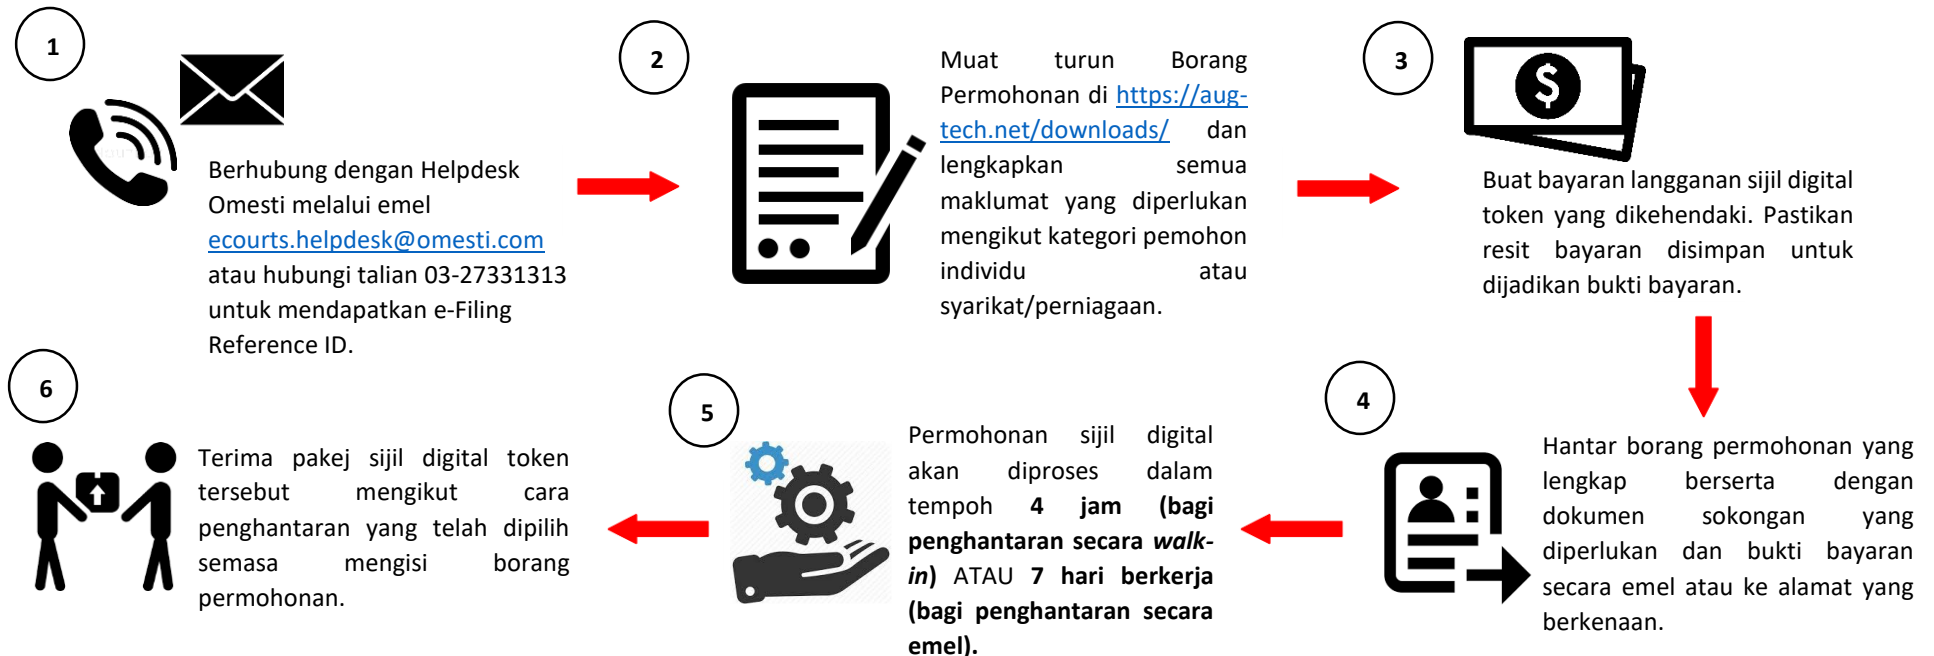 1
Berhubung dengan Helpdesk
Omesti melalui emel
ecourts.helpdesk@omesti.com
atau hubungi talian 03-27331313
untuk mendapatkan e-Filing
Reference ID.
2
Muat turun Borang
Permohonan di https://aug-
tech.net/downloads/ dan
lengkapkan semua
maklumat yang diperlukan
mengikut kategori pemohon
individu atau
syarikat/perniagaan.
3
Buat bayaran langganan sijil digital
token yang dikehendaki. Pastikan
resit bayaran disimpan untuk
dijadikan bukti bayaran.
4
Hantar borang permohonan yang
lengkap berserta dengan
dokumen sokongan yang
diperlukan dan bukti bayaran
secara emel atau ke alamat yang
berkenaan.
5
Permohonan sijil digital
akan diproses dalam
tempoh 4 jam (bagi
penghantaran secara walk-
in) ATAU 7 hari berkerja
(bagi penghantaran secara
emel).
6
Terima pakej sijil digital token
tersebut mengikut cara
penghantaran yang telah dipilih
semasa mengisi borang
permohonan.